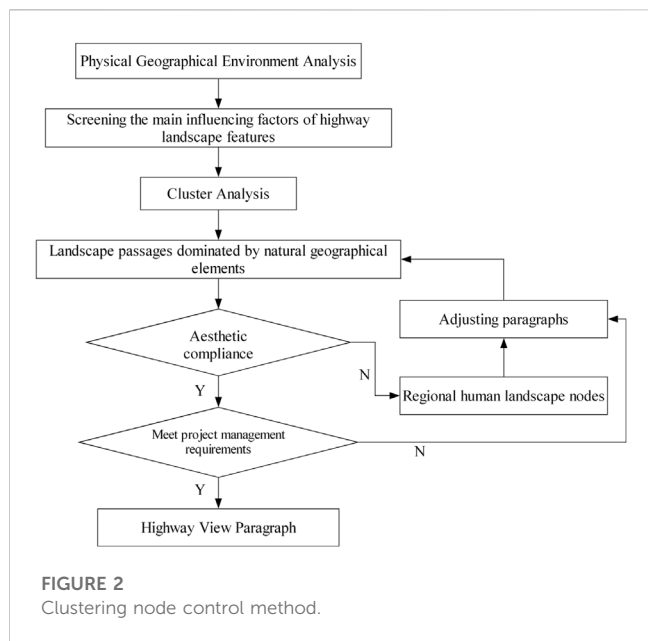 Physical Geographical Environment Analysis
Screening the main influencing factors of highway
landscape features
Cluster Analysis
Landscape passages dominated by natural geographical
elements
Adjusting paragraphs
Aesthetic
compliance
N
Y
Regional human landscape nodes
Meet project management
requirements
N
Y
Highway View Paragraph
FIGURE 2
Clustering node control method.